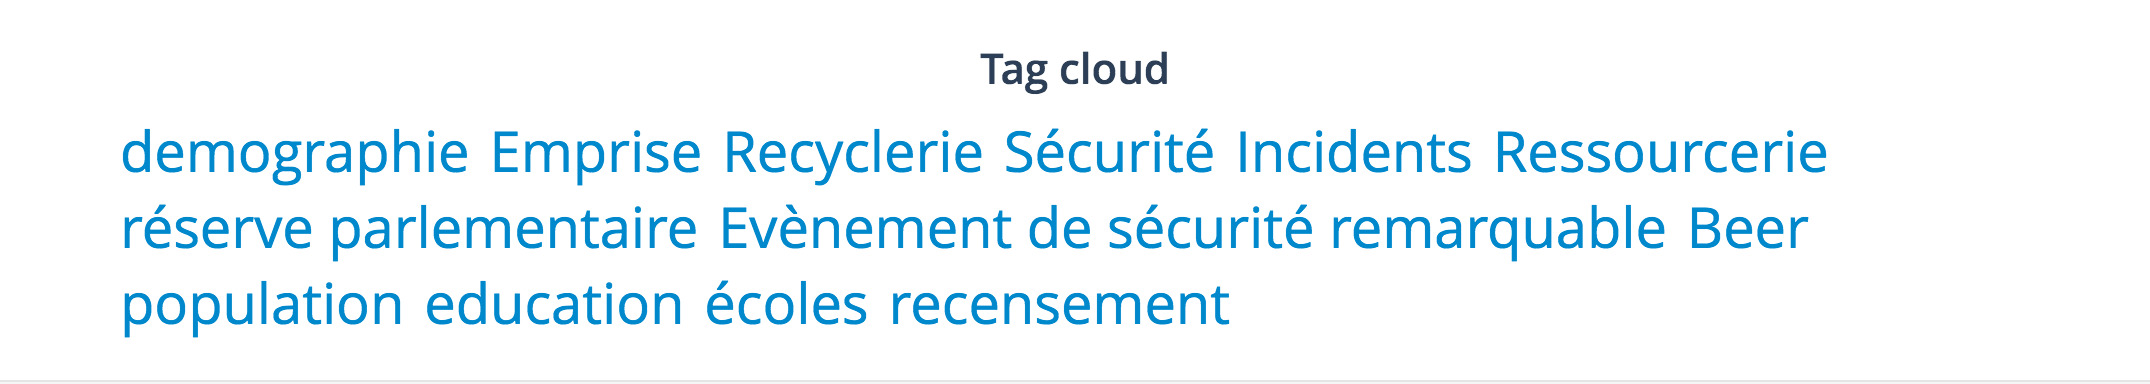 Tag cloud
demographie Emprise Recyclerie Sécurité Incidents Ressourcerie
réserve parlementaire Evènement de sécurité remarquable Beer
population education écoles recensement